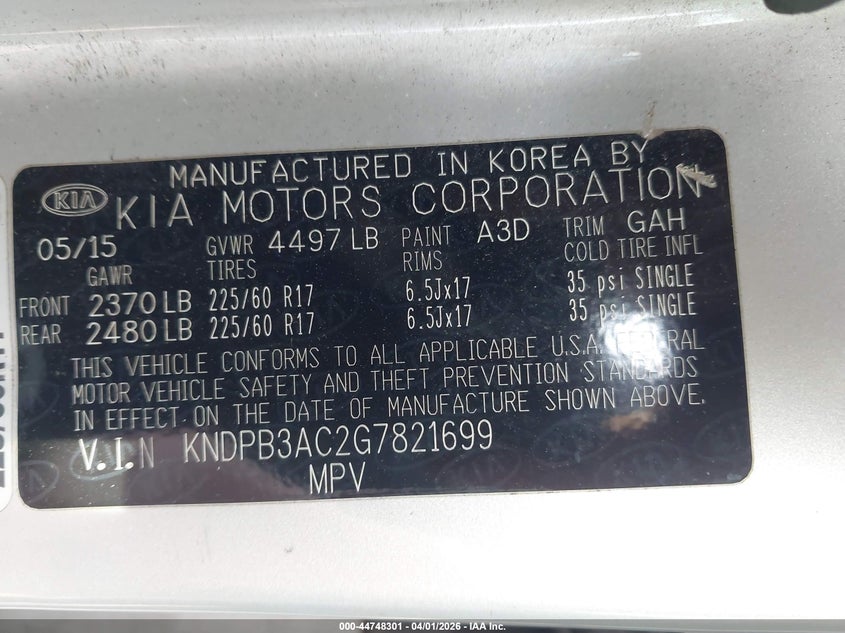 MANUFACTURED IN KOREA BY
KIA KIA MOTORS CORPORATION
05/15 GVWR 4497 LB PAINT A3D TRIM GAH
GAWR TIRES RIMS COLD TIRE INFL
FRONT 2370 LB 225/60 R17 6.5Jx17 35 psi SINGLE
REAR 2480 LB 225/60 R17 6.5Jx17 35 psi SINGLE
THIS VEHICLE CONFORMS TO ALL APPLICABLE U.S.A. FEDERAL
MOTOR VEHICLE SAFETY AND THEFT PREVENTION STANDARDS
IN EFFECT ON THE DATE OF MANUFACTURE SHOWN ABOVE.
V.I.N KNDPB3AC2G7821699
MPV
000-44748301 - 04/01/2026 - IAA Inc.